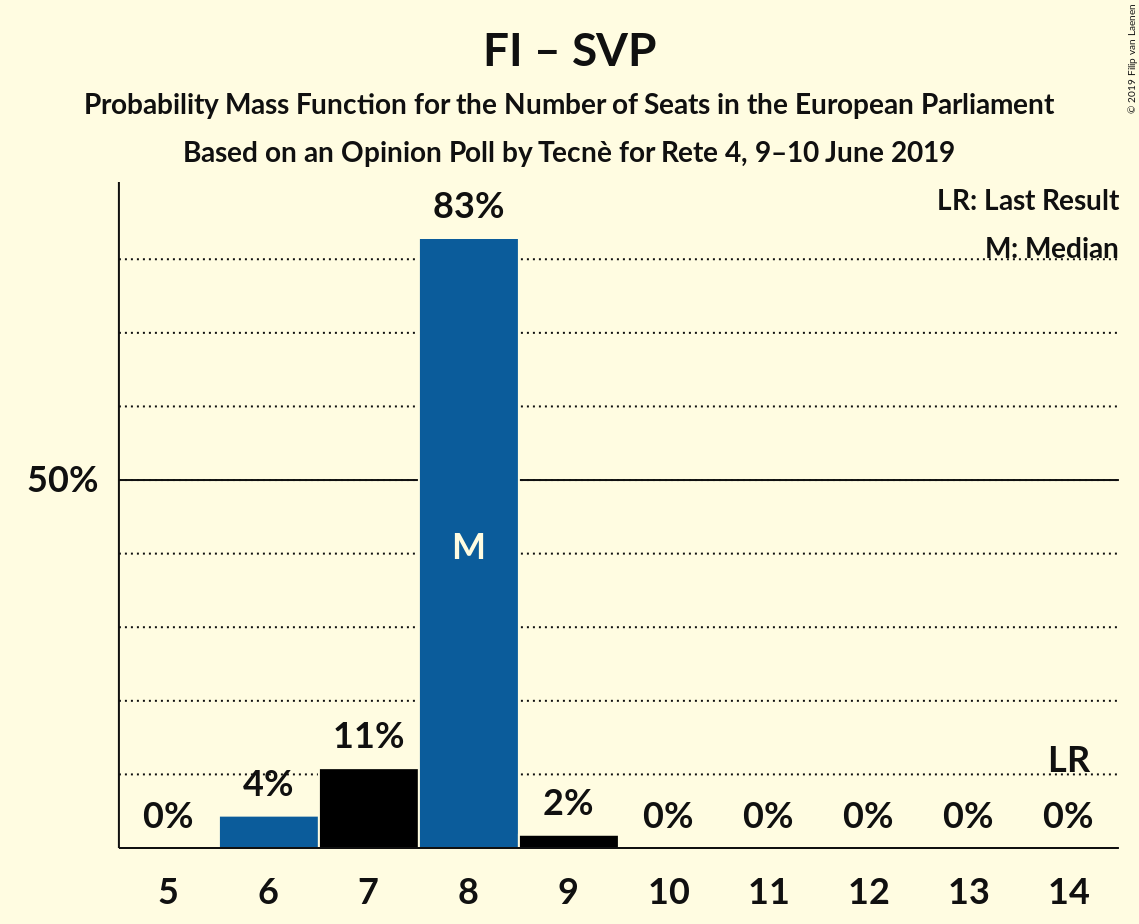 FI – SVP
Probability Mass Function for the Number of Seats in the European Parliament
Based on an Opinion Poll by Tecnè for Rete 4, 9–10 June 2019
© 2019 Filip van Laenen
LR: Last Result
M: Median
83%
50%
M
11%
4%
2%
LR
0%
0%
0%
0%
0%
0%
5
6
7
8
9
10
11
12
13
14